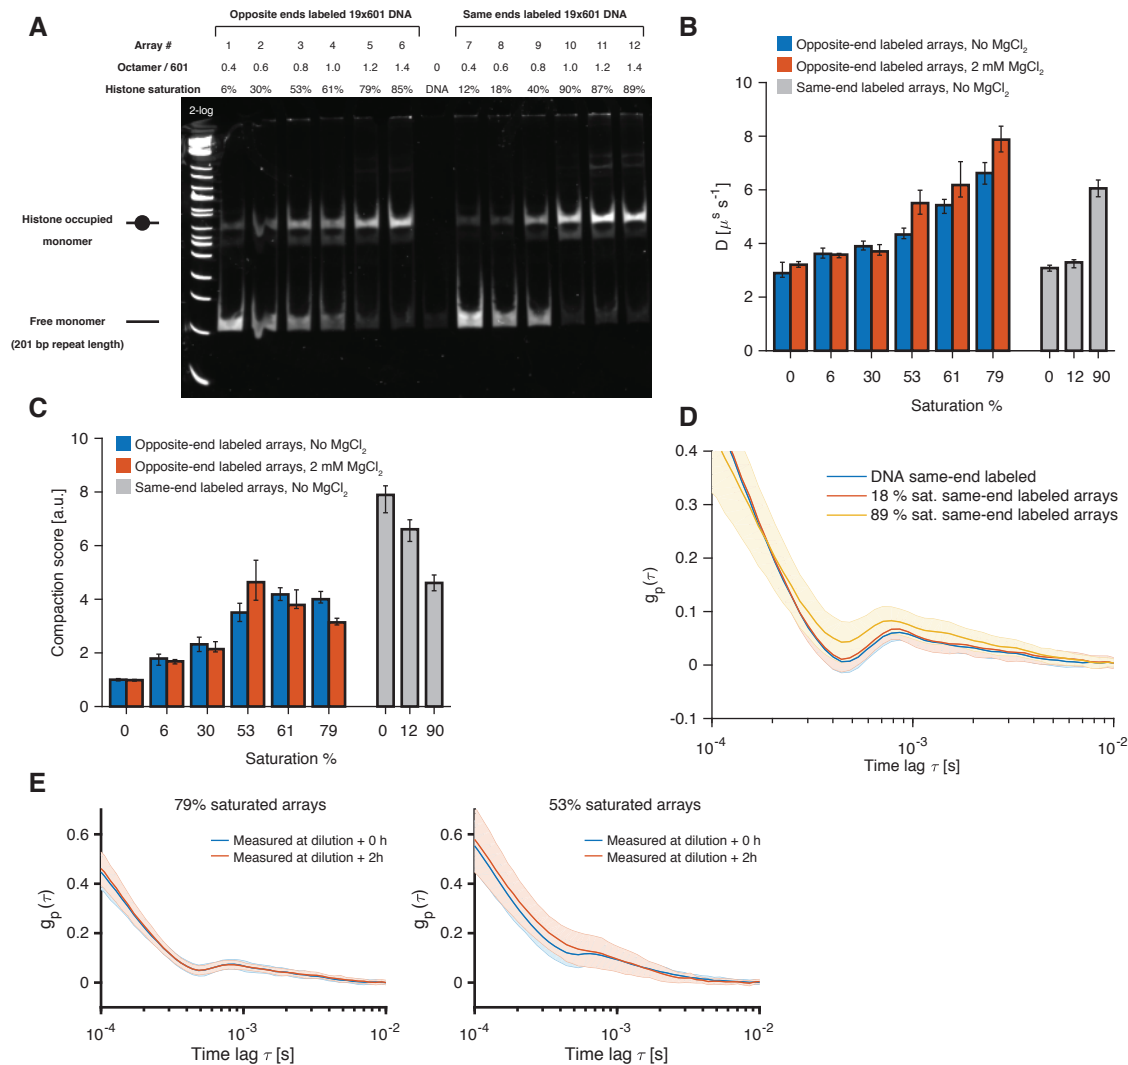 A
Opposite ends labeled 19x601 DNA
Same ends labeled 19x601 DNA
Array # 1 2 3 4 5 6 7 8 9 10 11 12
Octamer / 601 0.4 0.6 0.8 1.0 1.2 1.4 0 0.4 0.6 0.8 1.0 1.2 1.4
Histone saturation 6% 30% 53% 61% 79% 85% DNA 12% 18% 40% 90% 87% 89%
2-log
Histone occupied
monomer
Free monomer
(201 bp repeat length)
B
Opposite-end labeled arrays, No MgCl2
Opposite-end labeled arrays, 2 mM MgCl2
Same-end labeled arrays, No MgCl2
10
8
6
4
2
0
D [μs s-1]
0 6 30 53 61 79 0 12 90
Saturation %
C
Opposite-end labeled arrays, No MgCl2
Opposite-end labeled arrays, 2 mM MgCl2
Same-end labeled arrays, No MgCl2
10
8
6
4
2
0
Compaction score [a.u.]
0 6 30 53 61 79 0 12 90
Saturation %
D
DNA same-end labeled
18 % sat. same-end labeled arrays
89 % sat. same-end labeled arrays
0.4
0.3
0.2
0.1
0
-0.1
gp(τ)
10-4 10-3 10-2
Time lag τ [s]
E
79% saturated arrays
Measured at dilution + 0 h
Measured at dilution + 2h
0.6
0.4
0.2
0
gp(τ)
10-4 10-3 10-2
Time lag τ [s]
53% saturated arrays
Measured at dilution + 0 h
Measured at dilution + 2h
0.6
0.4
0.2
0
gp(τ)
10-4 10-3 10-2
Time lag τ [s]